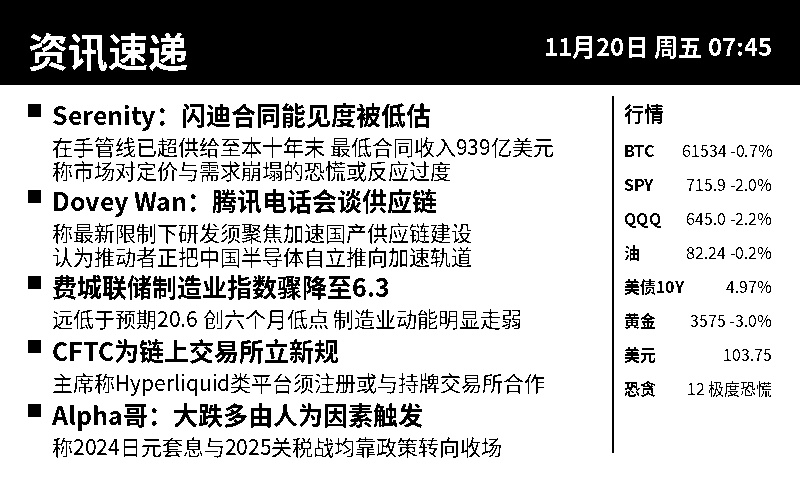 资讯速递
11月20日 周五 07:45
■ Serenity：闪迪合同能见度被低估
在手管线已超供给至本十年末 最低合同收入939亿美元
称市场对定价与需求崩塌的恐慌或反应过度
■ Dovey Wan：腾讯电话会谈供应链
称最新限制下研发须聚焦加速国产供应链建设
认为推动者正把中国半导体自立推向加速轨道
■ 费城联储制造业指数骤降至6.3
远低于预期20.6 创六个月低点 制造业动能明显走弱
■ CFTC为链上交易所立新规
主席称Hyperliquid类平台须注册或与持牌交易所合作
■ Alpha哥：大跌多由人为因素触发
称2024日元套息与2025关税战均靠政策转向收场
行情
BTC 61534 -0.7%
SPY 715.9 -2.0%
QQQ 645.0 -2.2%
油 82.24 -0.2%
美债10Y 4.97%
黄金 3575 -3.0%
美元 103.75
恐贪 12 极度恐慌